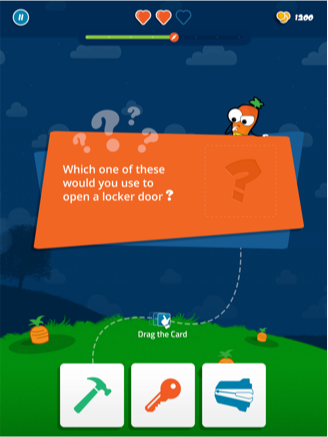 1200
Which one of these
would you use to
open a locker door ?
Drag the Card